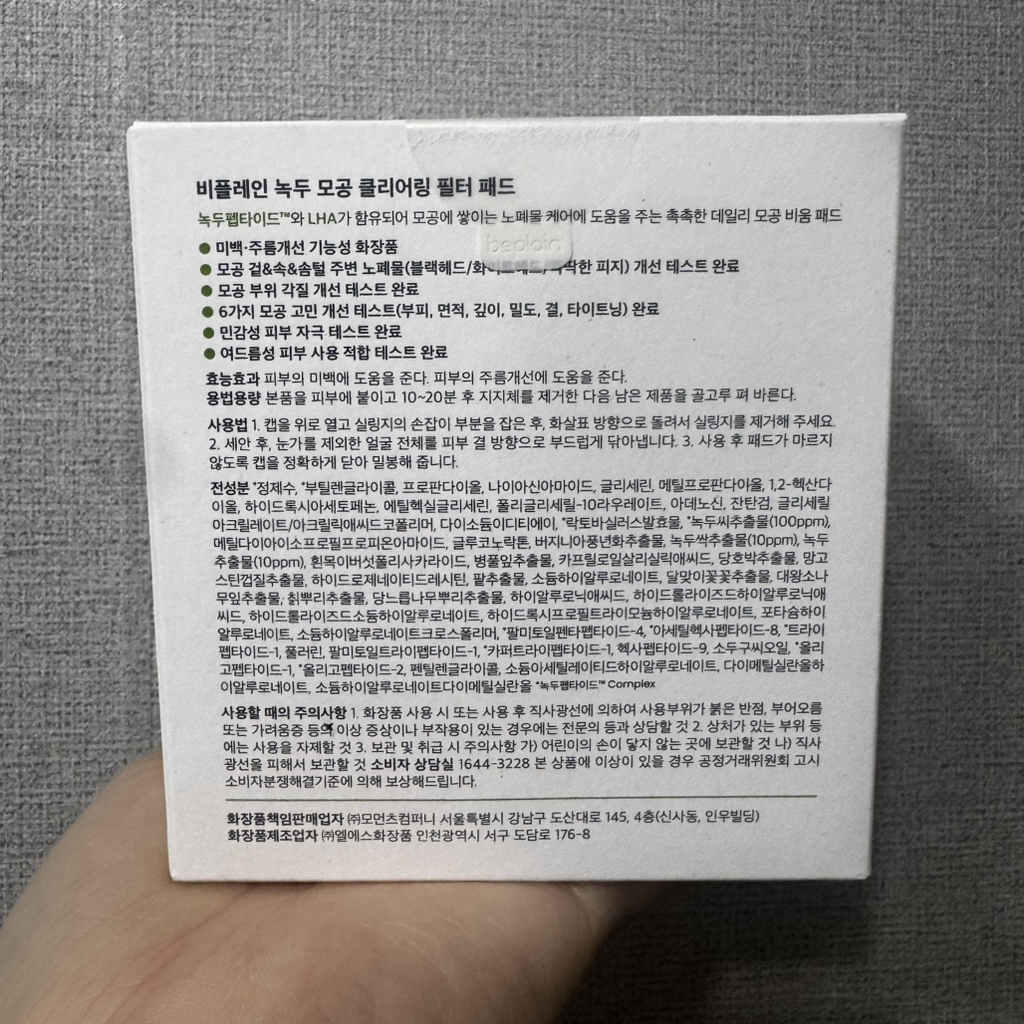 비플레인 녹두 모공 클리어링 필터 패드
녹두펩타이드™와 LHA가 함유되어 모공에 쌓이는 노폐물 케어에 도움을 주는 촉촉한 데일리 모공 비움 패드
beplain
● 미백·주름개선 기능성 화장품
● 모공 겉&속&솜털 주변 노폐물(블랙헤드/화이트헤드/ 피지) 개선 테스트 완료
● 모공 부위 각질 개선 테스트 완료
● 6가지 모공 고민 개선 테스트(부피, 면적, 깊이, 밀도, 결, 타이트닝) 완료
● 민감성 피부 자극 테스트 완료
● 여드름성 피부 사용 적합 테스트 완료
효능효과 피부의 미백에 도움을 준다. 피부의 주름개선에 도움을 준다.
용법용량 본품을 피부에 붙이고 10~20분 후 지지체를 제거한 다음 남은 제품을 골고루 펴 바른다.
사용법 1. 캡을 위로 열고 실링지의 손잡이 부분을 잡은 후, 화살표 방향으로 돌려서 실링지를 제거해 주세요.
2. 세안 후, 눈가를 제외한 얼굴 전체를 피부 결 방향으로 부드럽게 닦아냅니다. 3. 사용 후 패드가 마르지
않도록 캡을 정확하게 닫아 밀봉해 줍니다.
전성분 *정제수, *부틸렌글라이콜, 프로판다이올, 나이아신아마이드, 글리세린, 메틸프로판다이올, 1,2-헥산다
이올, 하이드록시아세토페논, 에틸헥실글리세린, 폴리글리세릴-10라우레이트, 아데노신, 잔탄검, 글리세릴
아크릴레이트/아크릴릭애씨드코폴리머, 다이소듐이디티에이, *락토바실러스발효물, *녹두씨추출물(100ppm),
메틸다이아이소프로필프로피온아마이드, 글루코노락톤, 버지니아풍년화추출물, 녹두싹추출물(10ppm), 녹두
추출물(10ppm), 흰목이버섯폴리사카라이드, 병풀잎추출물, 카프릴로일살리실릭애씨드, 당호박추출물, 망고
스틴껍질추출물, 하이드로제네이티드레시틴, 팥추출물, 소듐하이알루로네이트, 달맞이꽃꽃추출물, 대왕소나
무잎추출물, 칡뿌리추출물, 당느릅나무뿌리추출물, 하이알루로닉애씨드, 하이드롤라이즈드하이알루로닉애
씨드, 하이드롤라이즈드소듐하이알루로네이트, 하이드록시프로필트라이모늄하이알루로네이트, 포타슘하이
알루로네이트, 소듐하이알루로네이트크로스폴리머, *팔미토일펜타펩타이드-4, *아세틸헥사펩타이드-8, *트라이
펩타이드-1, 풀러린, 팔미토일트라이펩타이드-1, *카퍼트라이펩타이드-1, 헥사펩타이드-9, 소두구씨오일, *올리
고펩타이드-1, *올리고펩타이드-2, 펜틸렌글라이콜, 소듐아세틸레이티드하이알루로네이트, 다이메틸실란올하
이알루로네이트, 소듐하이알루로네이트다이메틸실란올 *녹두펩타이드™ Complex
사용할 때의 주의사항 1. 화장품 사용 시 또는 사용 후 직사광선에 의하여 사용부위가 붉은 반점, 부어오름
또는 가려움증 등의 이상 증상이나 부작용이 있는 경우에는 전문의 등과 상담할 것 2. 상처가 있는 부위 등
에는 사용을 자제할 것 3. 보관 및 취급 시 주의사항 가) 어린이의 손이 닿지 않는 곳에 보관할 것 나) 직사
광선을 피해서 보관할 것 소비자 상담실 1644-3228 본 상품에 이상이 있을 경우 공정거래위원회 고시
소비자분쟁해결기준에 의해 보상해드립니다.
화장품책임판매업자 ㈜모먼츠컴퍼니 서울특별시 강남구 도산대로 145, 4층(신사동, 인우빌딩)
화장품제조업자 ㈜엘에스화장품 인천광역시 서구 도담로 176-8